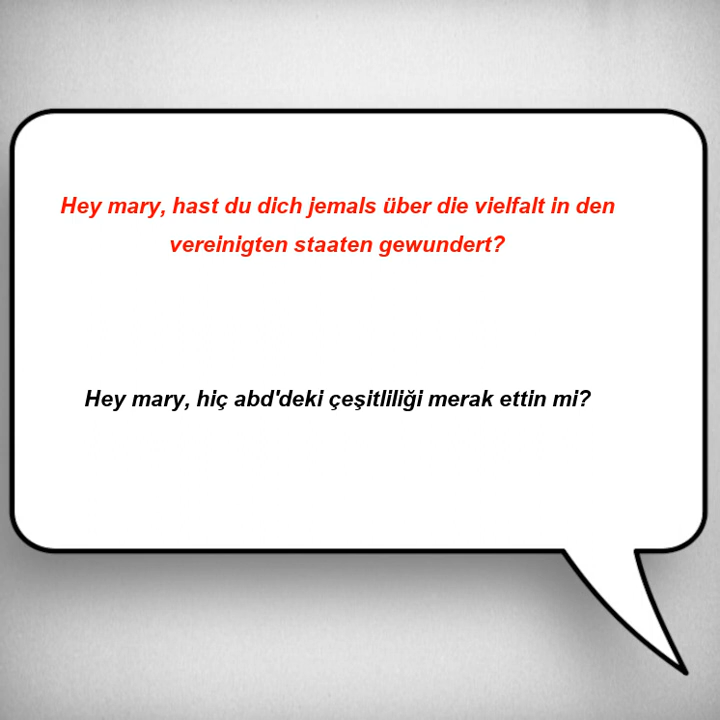 Hey mary, hast du dich jemals über die vielfalt in den
vereinigten staaten gewundert?
Hey mary, hiç abd'deki çeşitliliği merak ettin mi?